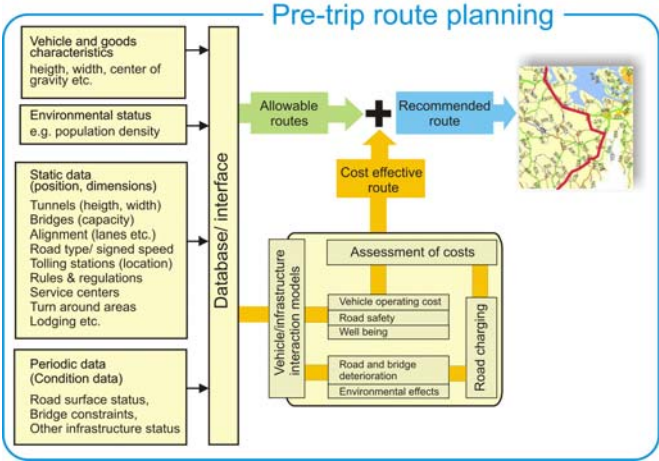 Pre-trip route planning
Vehicle and goods
characteristics
heigth, width, center of
gravity etc.
Environmental status
e.g. population density
Static data
(position, dimensions)
Tunnels (heigth, width)
Bridges (capacity)
Alignment (lanes etc.)
Road type/ signed speed
Tolling stations (location)
Rules & regulations
Service centers
Turn around areas
Lodging etc.
Periodic data
(Condition data)
Road surface status,
Bridge constraints,
Other infrastructure status
Database/ interface
Allowable
routes
+
Recommended
route
Cost effective
route
Vehicle/infrastructure
interaction models
Assessment of costs
Vehicle operating cost
Road safety
Well being
Road and bridge
deterioration
Environmental effects
Road charging